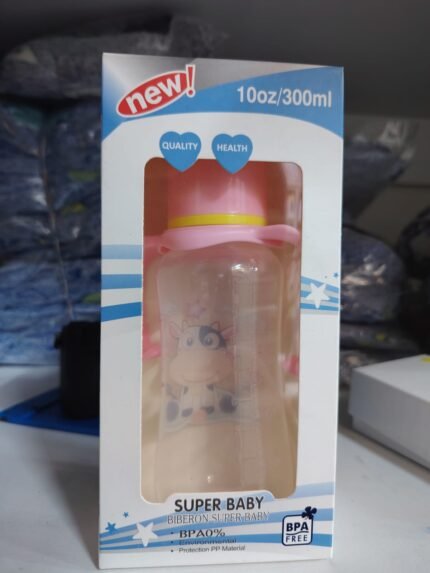 new!
10oz/300ml
QUALITY
HEALTH
SUPER BABY
BIBERON SUPER BABY
• BPA0%
• Environmental
• Protection PP Material
BPA
FREE